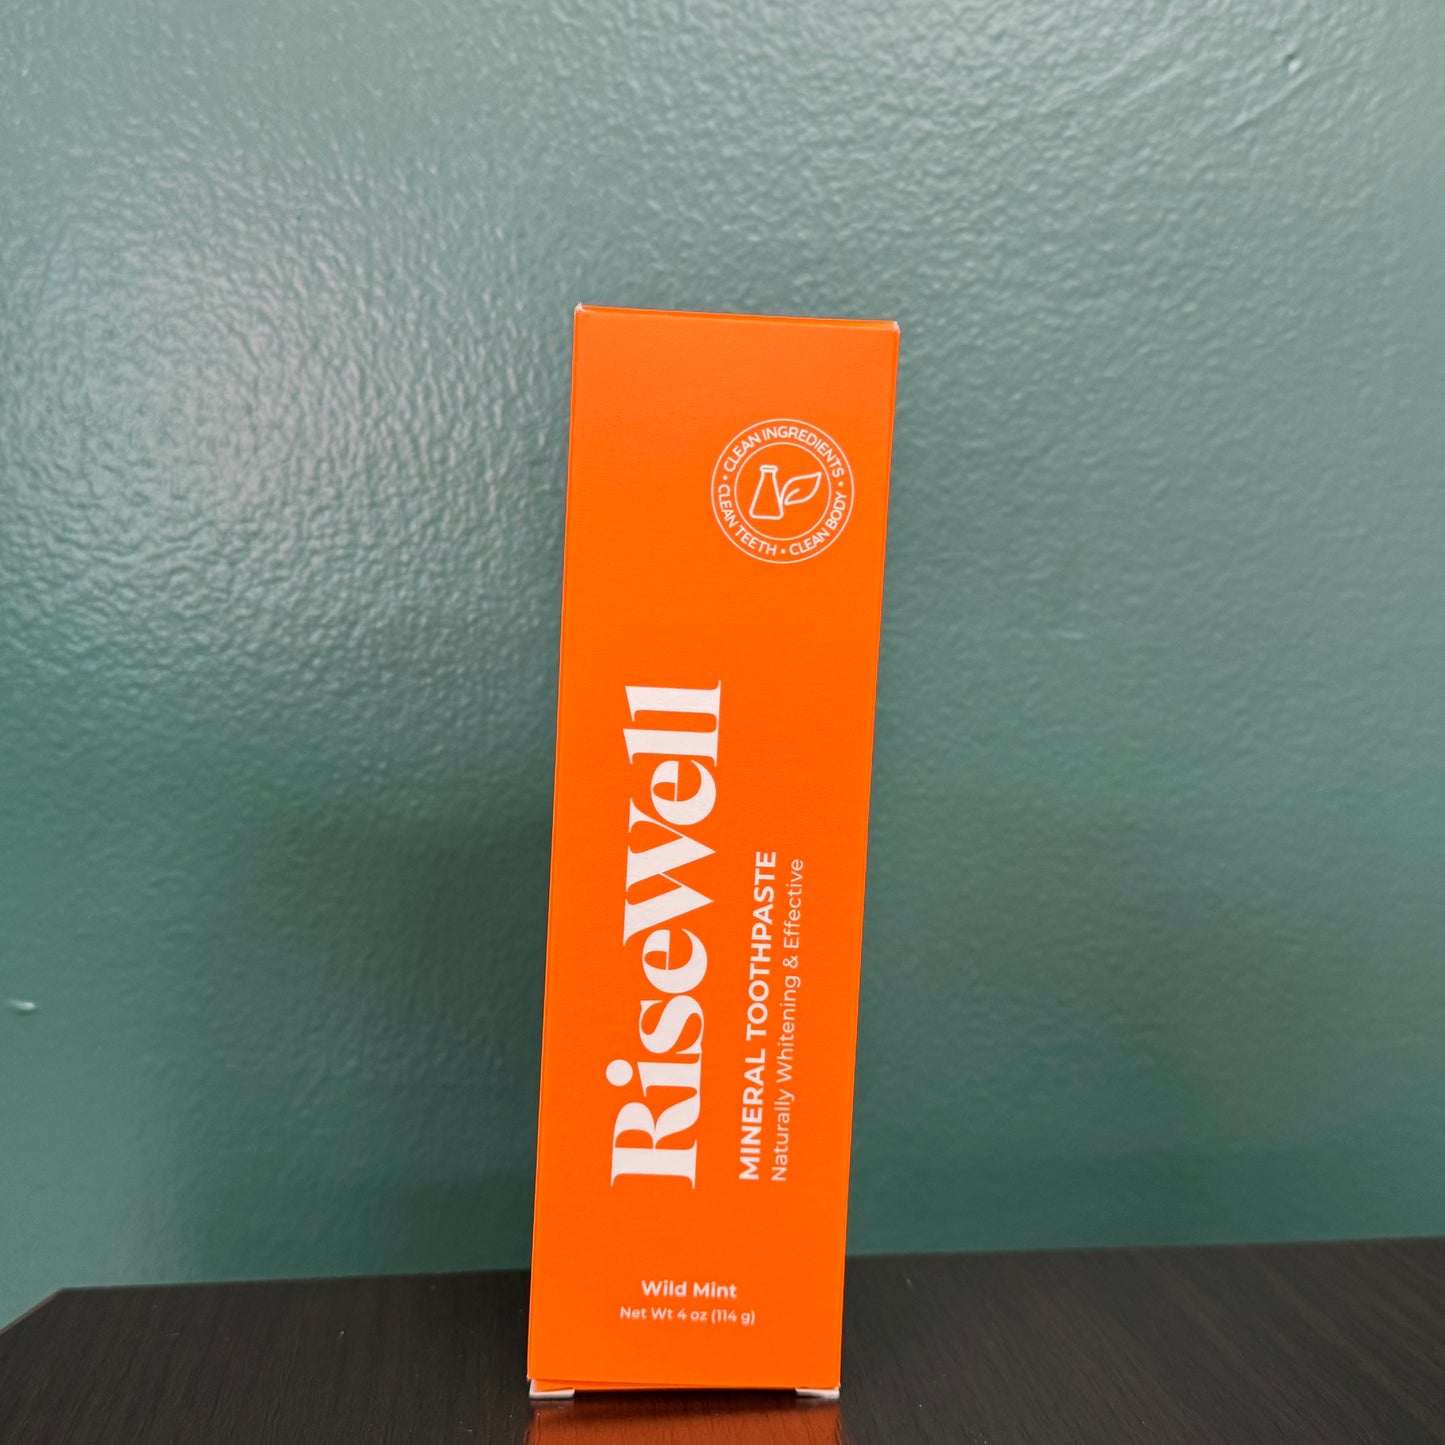 CLEAN INGREDIENTS • CLEAN BODY • CLEAN TEETH •
RiseWell
MINERAL TOOTHPASTE
Naturally Whitening & Effective
Wild Mint
Net Wt 4 oz (114 g)